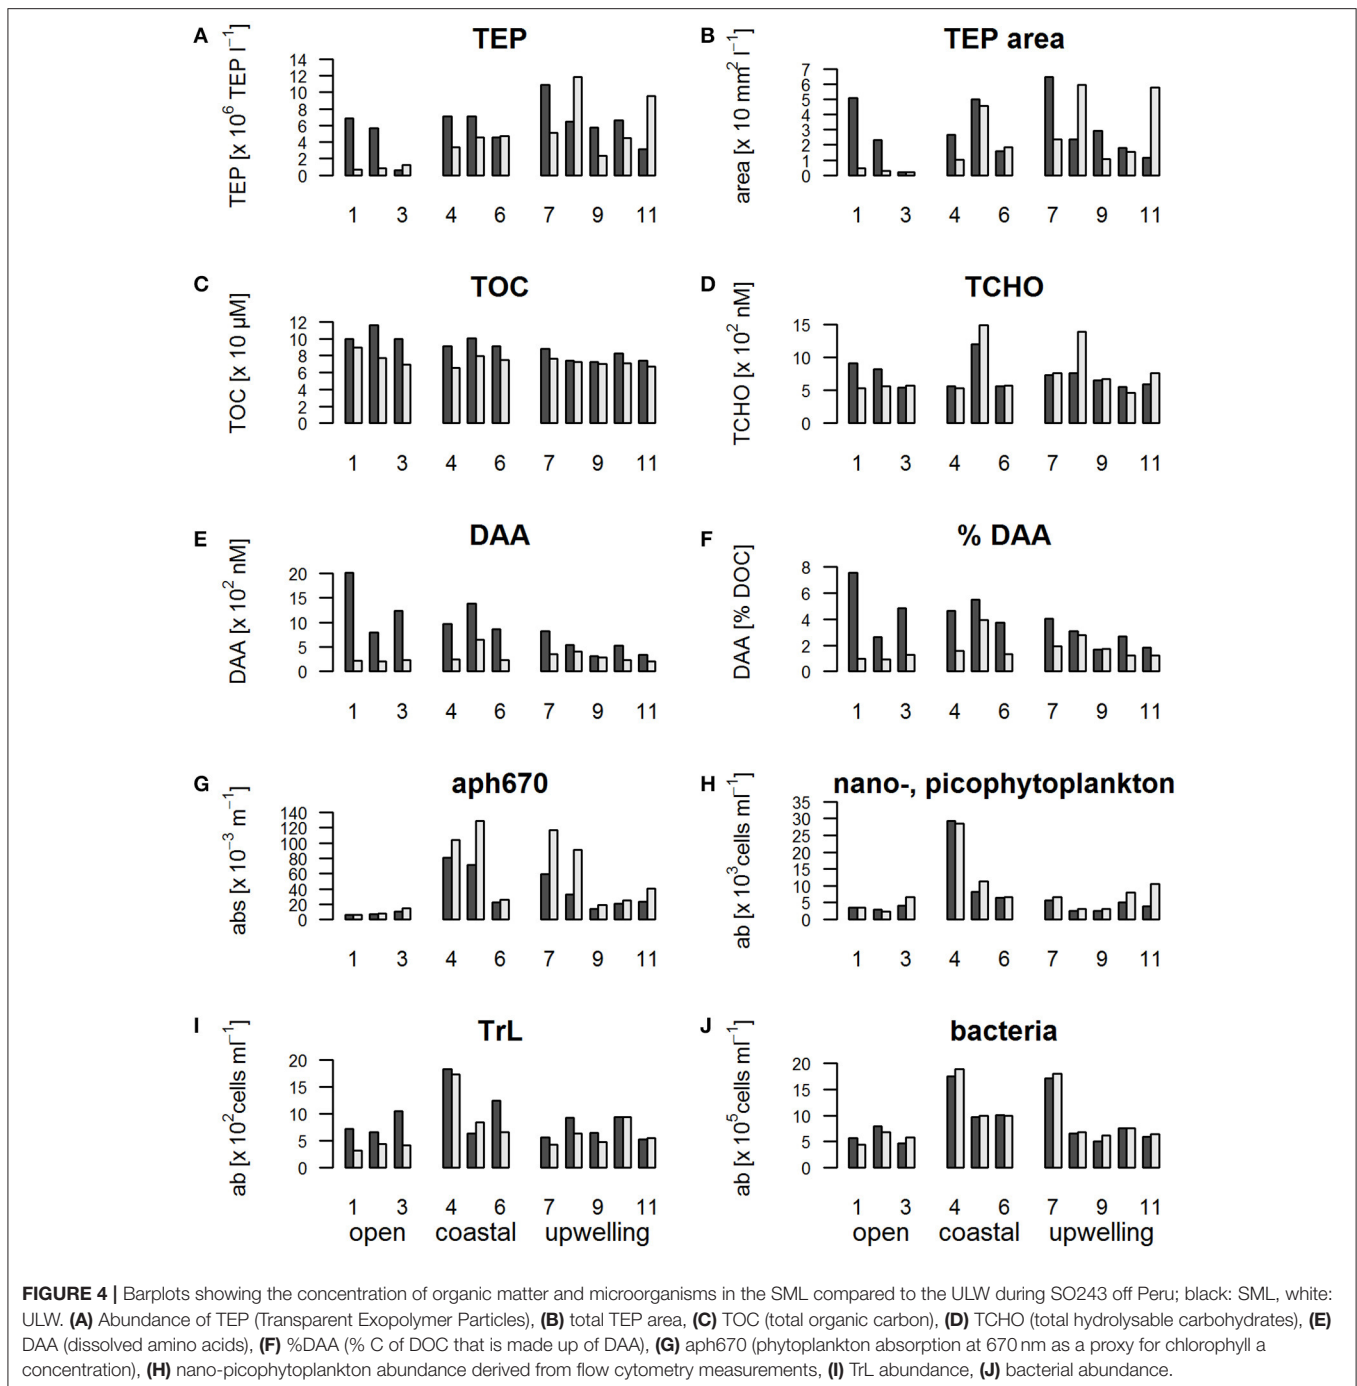 A
TEP
TEP [x 10⁶ TEP l⁻¹]
14
12
10
8
6
4
2
0
1 3 4 6 7 9 11
B
TEP area
area [x 10 mm² l⁻¹]
7
6
5
4
3
2
1
0
1 3 4 6 7 9 11
C
TOC
TOC [x 10 µM]
12
10
8
6
4
2
0
1 3 4 6 7 9 11
D
TCHO
TCHO [x 10² nM]
15
10
5
0
1 3 4 6 7 9 11
E
DAA
DAA [x 10² nM]
20
15
10
5
0
1 3 4 6 7 9 11
F
% DAA
DAA [% DOC]
8
6
4
2
0
1 3 4 6 7 9 11
G
aph670
abs [x 10⁻³ m⁻¹]
140
120
100
80
60
40
20
0
1 3 4 6 7 9 11
H
nano-, picophytoplankton
ab [x 10³cells ml⁻¹]
35
30
25
20
15
10
5
0
1 3 4 6 7 9 11
I
TrL
ab [x 10²cells ml⁻¹]
20
15
10
5
0
1 3 4 6 7 9 11
open coastal upwelling
J
bacteria
ab [x 10⁵cells ml⁻¹]
20
15
10
5
0
1 3 4 6 7 9 11
open coastal upwelling
FIGURE 4 | Barplots showing the concentration of organic matter and microorganisms in the SML compared to the ULW during SO243 off Peru; black: SML, white:
ULW. (A) Abundance of TEP (Transparent Exopolymer Particles), (B) total TEP area, (C) TOC (total organic carbon), (D) TCHO (total hydrolysable carbohydrates), (E)
DAA (dissolved amino acids), (F) %DAA (% C of DOC that is made up of DAA), (G) aph670 (phytoplankton absorption at 670 nm as a proxy for chlorophyll a
concentration), (H) nano-picophytoplankton abundance derived from flow cytometry measurements, (I) TrL abundance, (J) bacterial abundance.